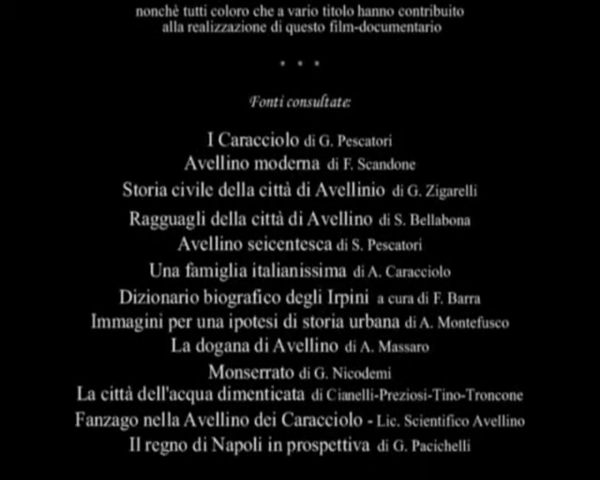 nonchè tutti coloro che a vario titolo hanno contribuito
alla realizzazione di questo film-documentario
* * *
Fonti consultate:
I Caracciolo di G. Pescatori
Avellino moderna di F. Scandone
Storia civile della città di Avellinio di G. Zigarelli
Ragguagli della città di Avellino di S. Bellabona
Avellino seicentesca di S. Pescatori
Una famiglia italianissima di A. Caracciolo
Dizionario biografico degli Irpini a cura di F. Barra
Immagini per una ipotesi di storia urbana di A. Montefusco
La dogana di Avellino di A. Massaro
Monserrato di G. Nicodemi
La città dell'acqua dimenticata di Cianelli-Preziosi-Tino-Troncone
Fanzago nella Avellino dei Caracciolo - Lic. Scientifico Avellino
Il regno di Napoli in prospettiva di G. Pacichelli